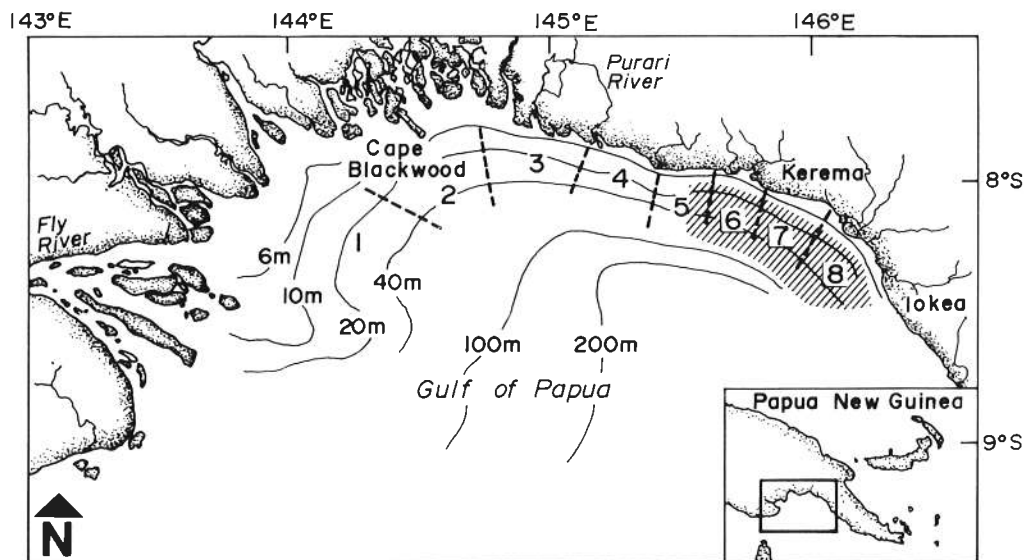 143°E 144°E 145°E 146°E
Purari
River
Cape
Blackwood
3
4
Kerema
8°S
2
5
6
Fly
River
1
7
6m
40m
8
10m
Iokea
20m
100m
200m
Gulf of Papua
Papua New Guinea
9°S
N